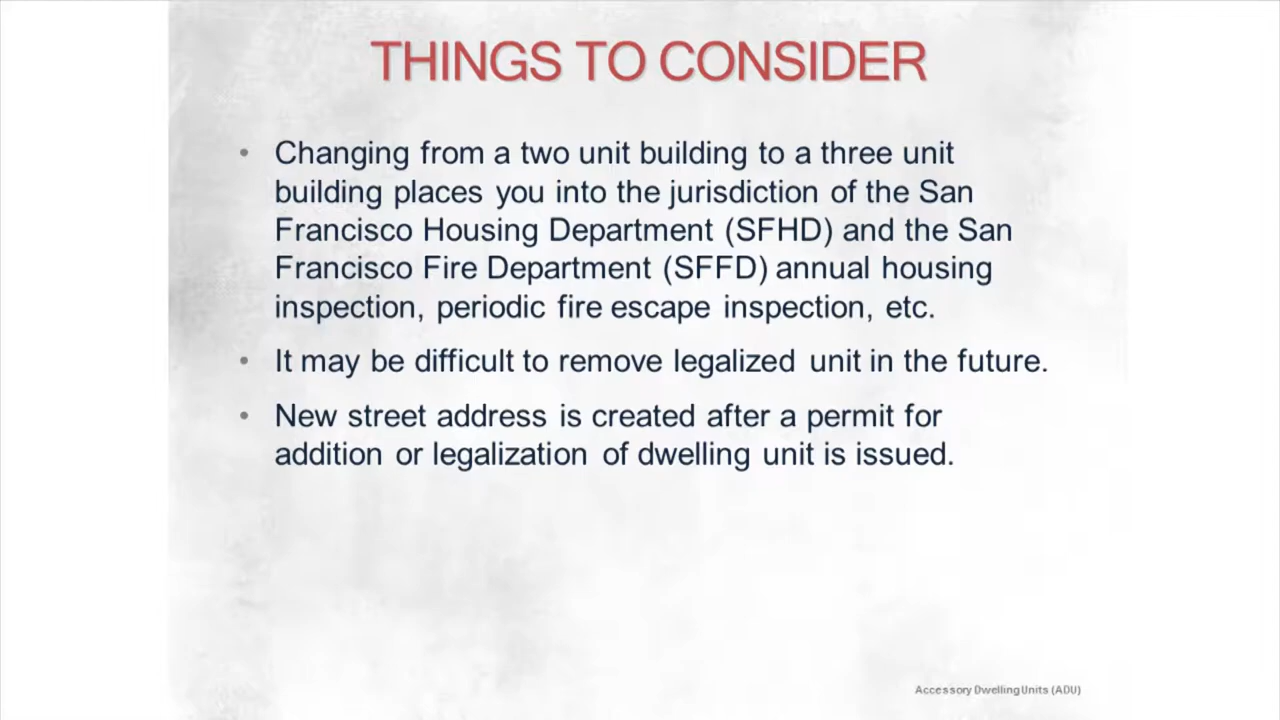 THINGS TO CONSIDER
• Changing from a two unit building to a three unit
building places you into the jurisdiction of the San
Francisco Housing Department (SFHD) and the San
Francisco Fire Department (SFFD) annual housing
inspection, periodic fire escape inspection, etc.
• It may be difficult to remove legalized unit in the future.
• New street address is created after a permit for
addition or legalization of dwelling unit is issued.
Accessory Dwelling Units (ADU)